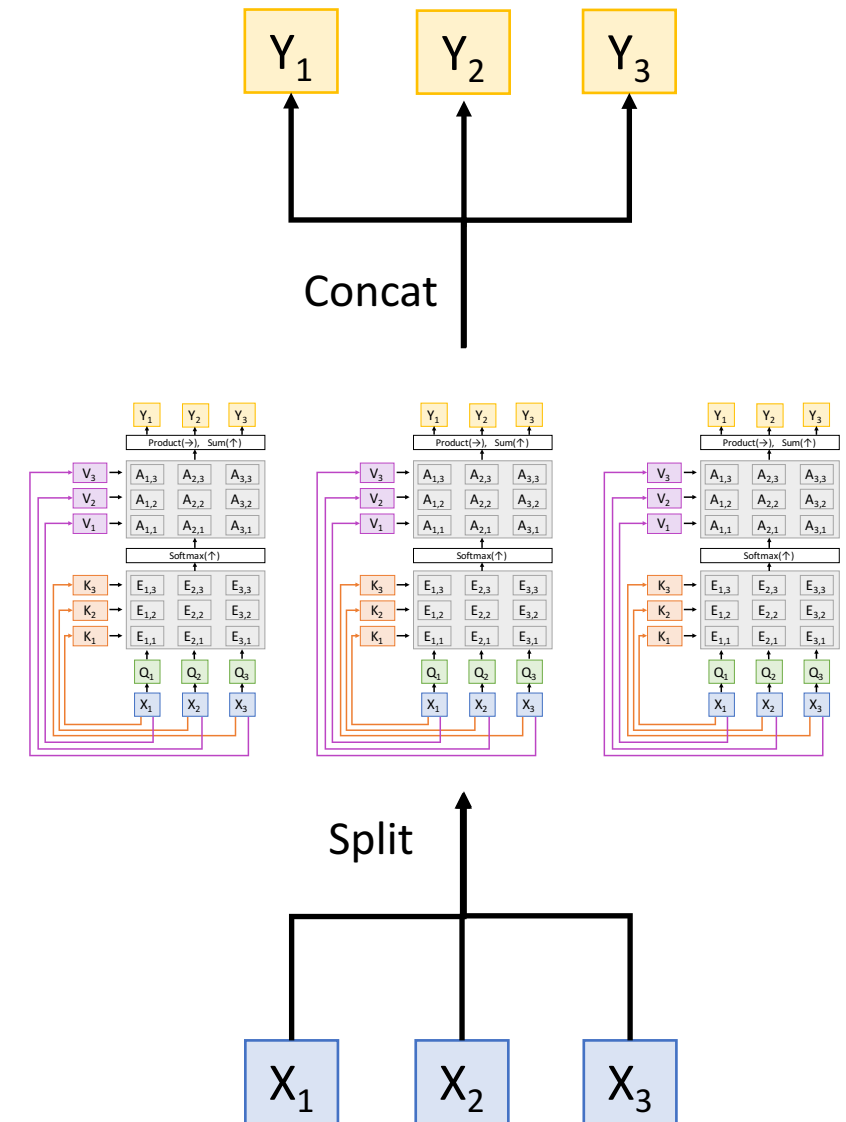 Y1 Y2 Y3
Concat
Y1 Y2 Y3 Y1 Y2 Y3 Y1 Y2 Y3
Product(→), Sum(↑) Product(→), Sum(↑) Product(→), Sum(↑)
V3 A1,3 A2,3 A3,3 V3 A1,3 A2,3 A3,3 V3 A1,3 A2,3 A3,3
V2 A1,2 A2,2 A3,2 V2 A1,2 A2,2 A3,2 V2 A1,2 A2,2 A3,2
V1 A1,1 A2,1 A3,1 V1 A1,1 A2,1 A3,1 V1 A1,1 A2,1 A3,1
Softmax(↑) Softmax(↑) Softmax(↑)
K3 E1,3 E2,3 E3,3 K3 E1,3 E2,3 E3,3 K3 E1,3 E2,3 E3,3
K2 E1,2 E2,2 E3,2 K2 E1,2 E2,2 E3,2 K2 E1,2 E2,2 E3,2
K1 E1,1 E2,1 E3,1 K1 E1,1 E2,1 E3,1 K1 E1,1 E2,1 E3,1
Q1 Q2 Q3 Q1 Q2 Q3 Q1 Q2 Q3
X1 X2 X3 X1 X2 X3 X1 X2 X3
Split
X1 X2 X3